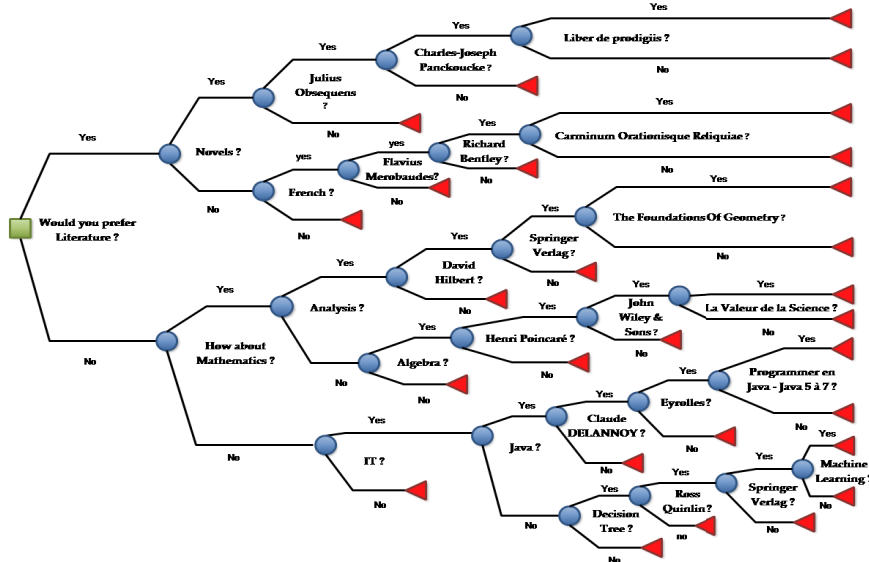 Yes
Yes
Liber de prodigiis ?
No
Yes
Charles-Joseph
Panckoucke ?
No
Yes
Julius
Obsequens
?
No
Yes
Novels ?
No
yes
French ?
No
yes
Flavius
Merobaudes?
No
Yes
Richard
Bentley ?
No
Yes
Carminum Orationisque Reliquiae ?
No
Yes
Would you prefer
Literature ?
No
Yes
How about
Mathematics ?
No
Yes
Analysis ?
No
Yes
David
Hilbert ?
No
Yes
Springer
Verlag ?
No
Yes
The Foundations Of Geometry ?
No
Yes
Algebra ?
No
Yes
Henri Poincaré ?
No
Yes
John
Wiley &
Sons ?
No
Yes
La Valeur de la Science ?
No
Yes
IT ?
No
Yes
Java ?
No
Yes
Claude
DELANNOY ?
No
Yes
Eyrolles ?
No
Yes
Programmer en
Java - Java 5 à 7 ?
No
Yes
Decision
Tree ?
No
Yes
Ross
Quinlin ?
no
Yes
Springer
Verlag ?
No
Yes
Machine
Learning ?
No